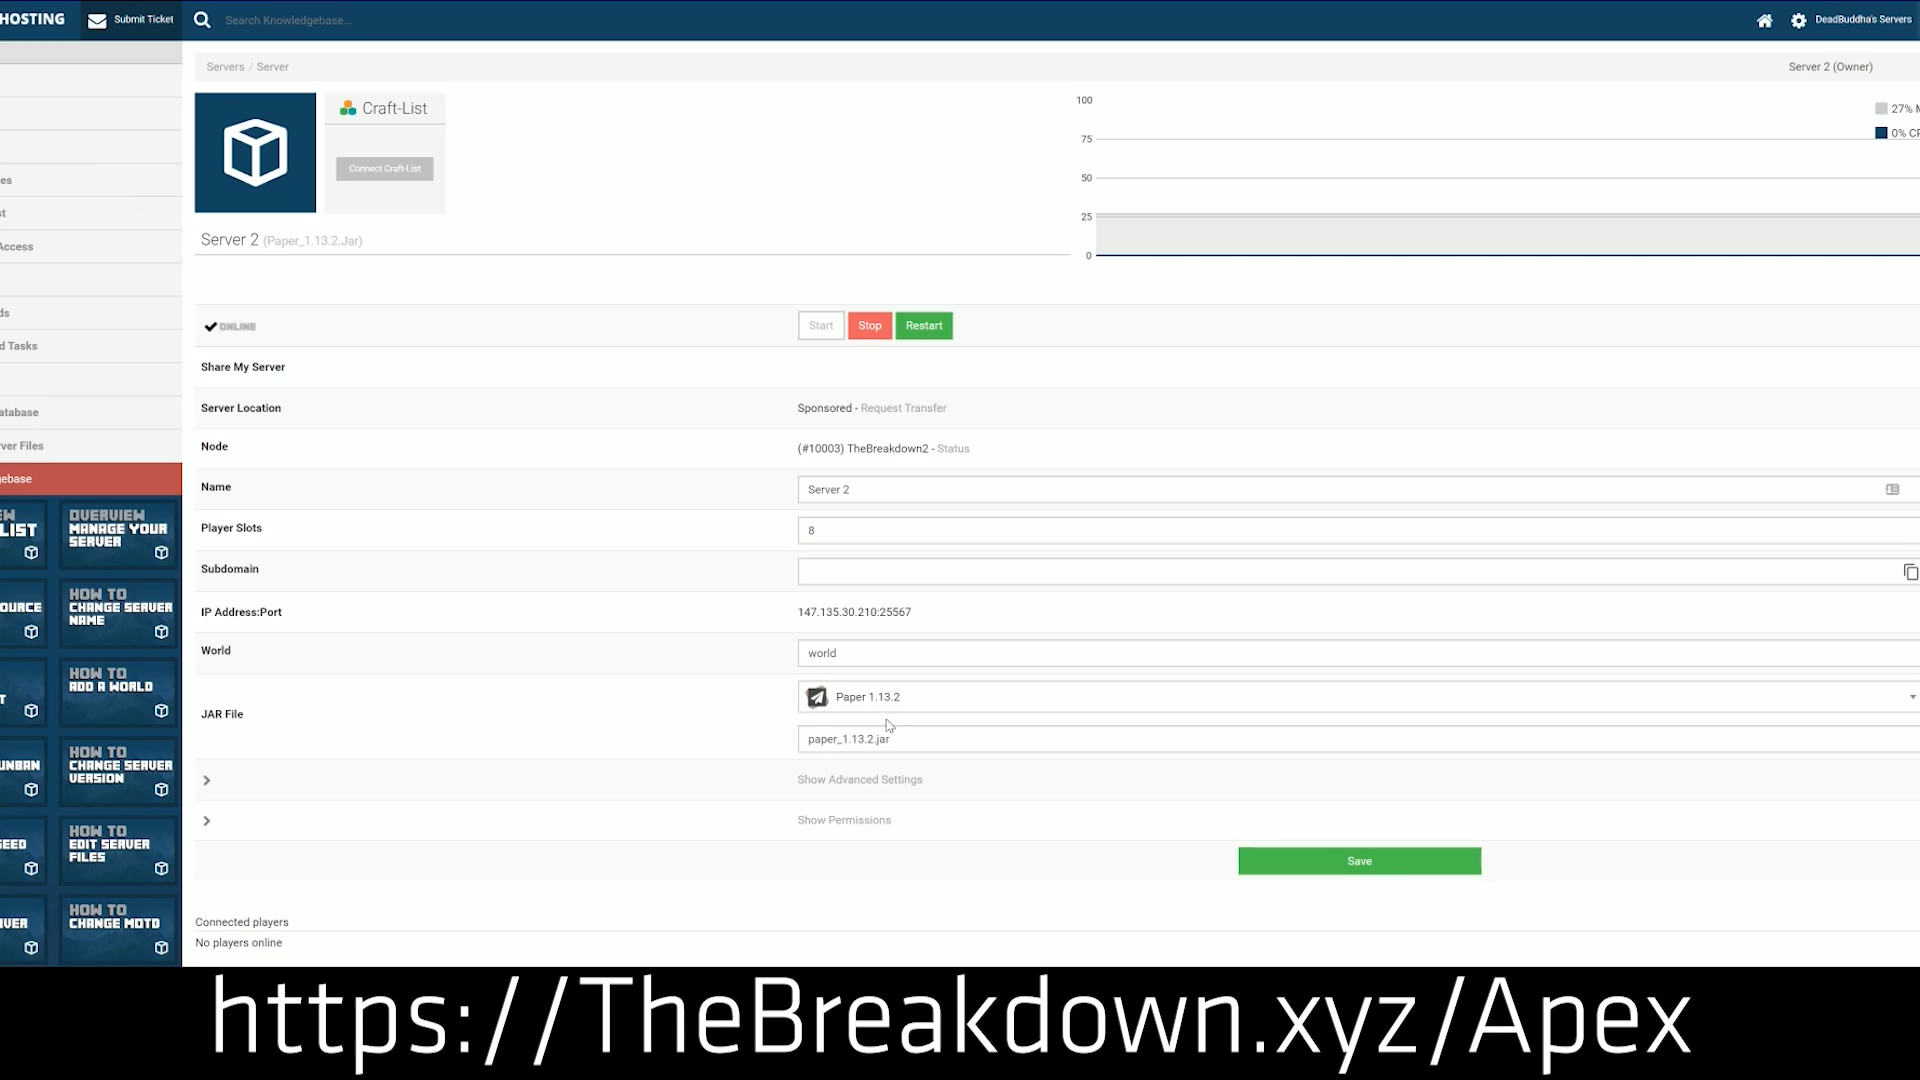 HOSTING
Submit Ticket
Search Knowledgebase...
DeadBuddha's Servers
Servers / Server
Server 2 (Owner)
Craft-List
Connect Craft-List
Server 2 (Paper_1.13.2.Jar)
100
75
50
25
0
27%
0%
es
st
Access
ds
d Tasks
atabase
ver Files
gebase
ONLINE
Start
Stop
Restart
Share My Server
Server Location
Sponsored - Request Transfer
Node
(#10003) TheBreakdown2 - Status
Name
Server 2
Player Slots
8
Subdomain
IP Address:Port
147.135.30.210:25567
World
world
JAR File
Paper 1.13.2
paper_1.13.2.jar
Show Advanced Settings
Show Permissions
Save
Connected players
No players online
LIST
OVERVIEW
MANAGE YOUR
SERVER
OURCE
HOW TO
CHANGE SERVER
NAME
T
HOW TO
ADD A WORLD
UNBAN
HOW TO
CHANGE SERVER
VERSION
SEED
HOW TO
EDIT SERVER
FILES
VER
HOW TO
CHANGE MOTD
https://TheBreakdown.xyz/Apex